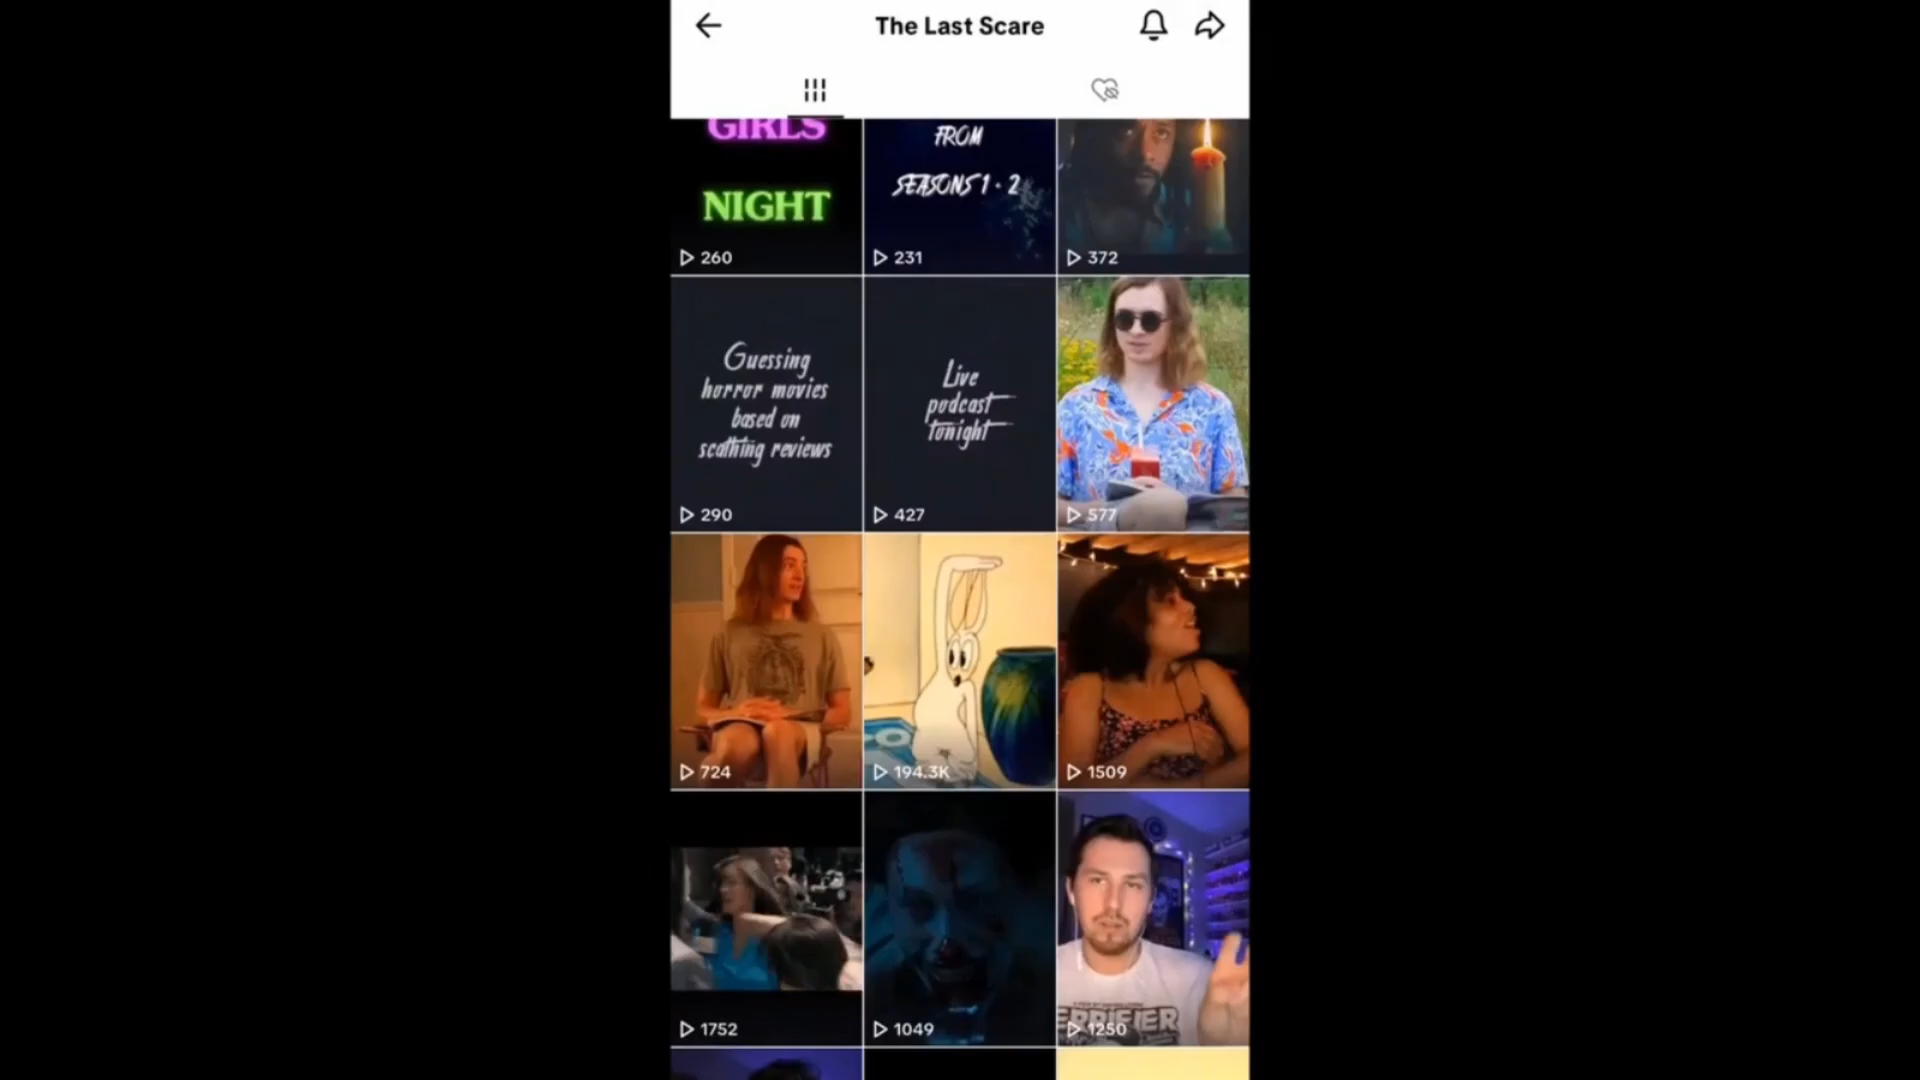 The Last Scare
GIRLS
NIGHT
260
FROM
SEASONS 1 + 2
231
372
Guessing
horror movies
based on
scathing reviews
290
Live
podcast
tonight
427
577
724
194.3K
1509
1752
1049
ERRIFIER
1250